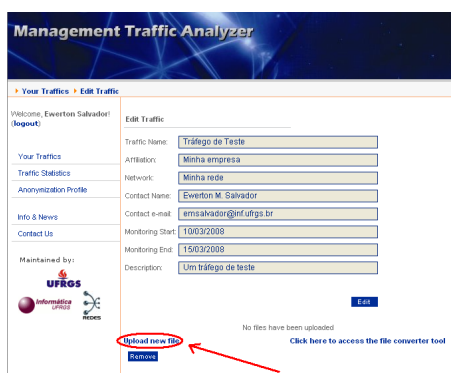 Management Traffic Analyzer
Your Traffics Edit Traffic
Welcome, Ewerton Salvador!
(logout)
Your Traffics
Traffic Statistics
Anonymization Profile
Info & News
Contact Us
Maintained by:
UFRGS
Informática
UFRGS
REDES
Edit Traffic
Traffic Name: Tráfego de Teste
Affiliation: Minha empresa
Network: Minha rede
Contact Name: Ewerton M. Salvador
Contact e-mail: emsalvador@inf.ufrgs.br
Monitoring Start: 10/03/2008
Monitoring End: 15/03/2008
Description: Um tráfego de teste
Edit
No files have been uploaded
Upload new file Click here to access the file converter tool
Remove